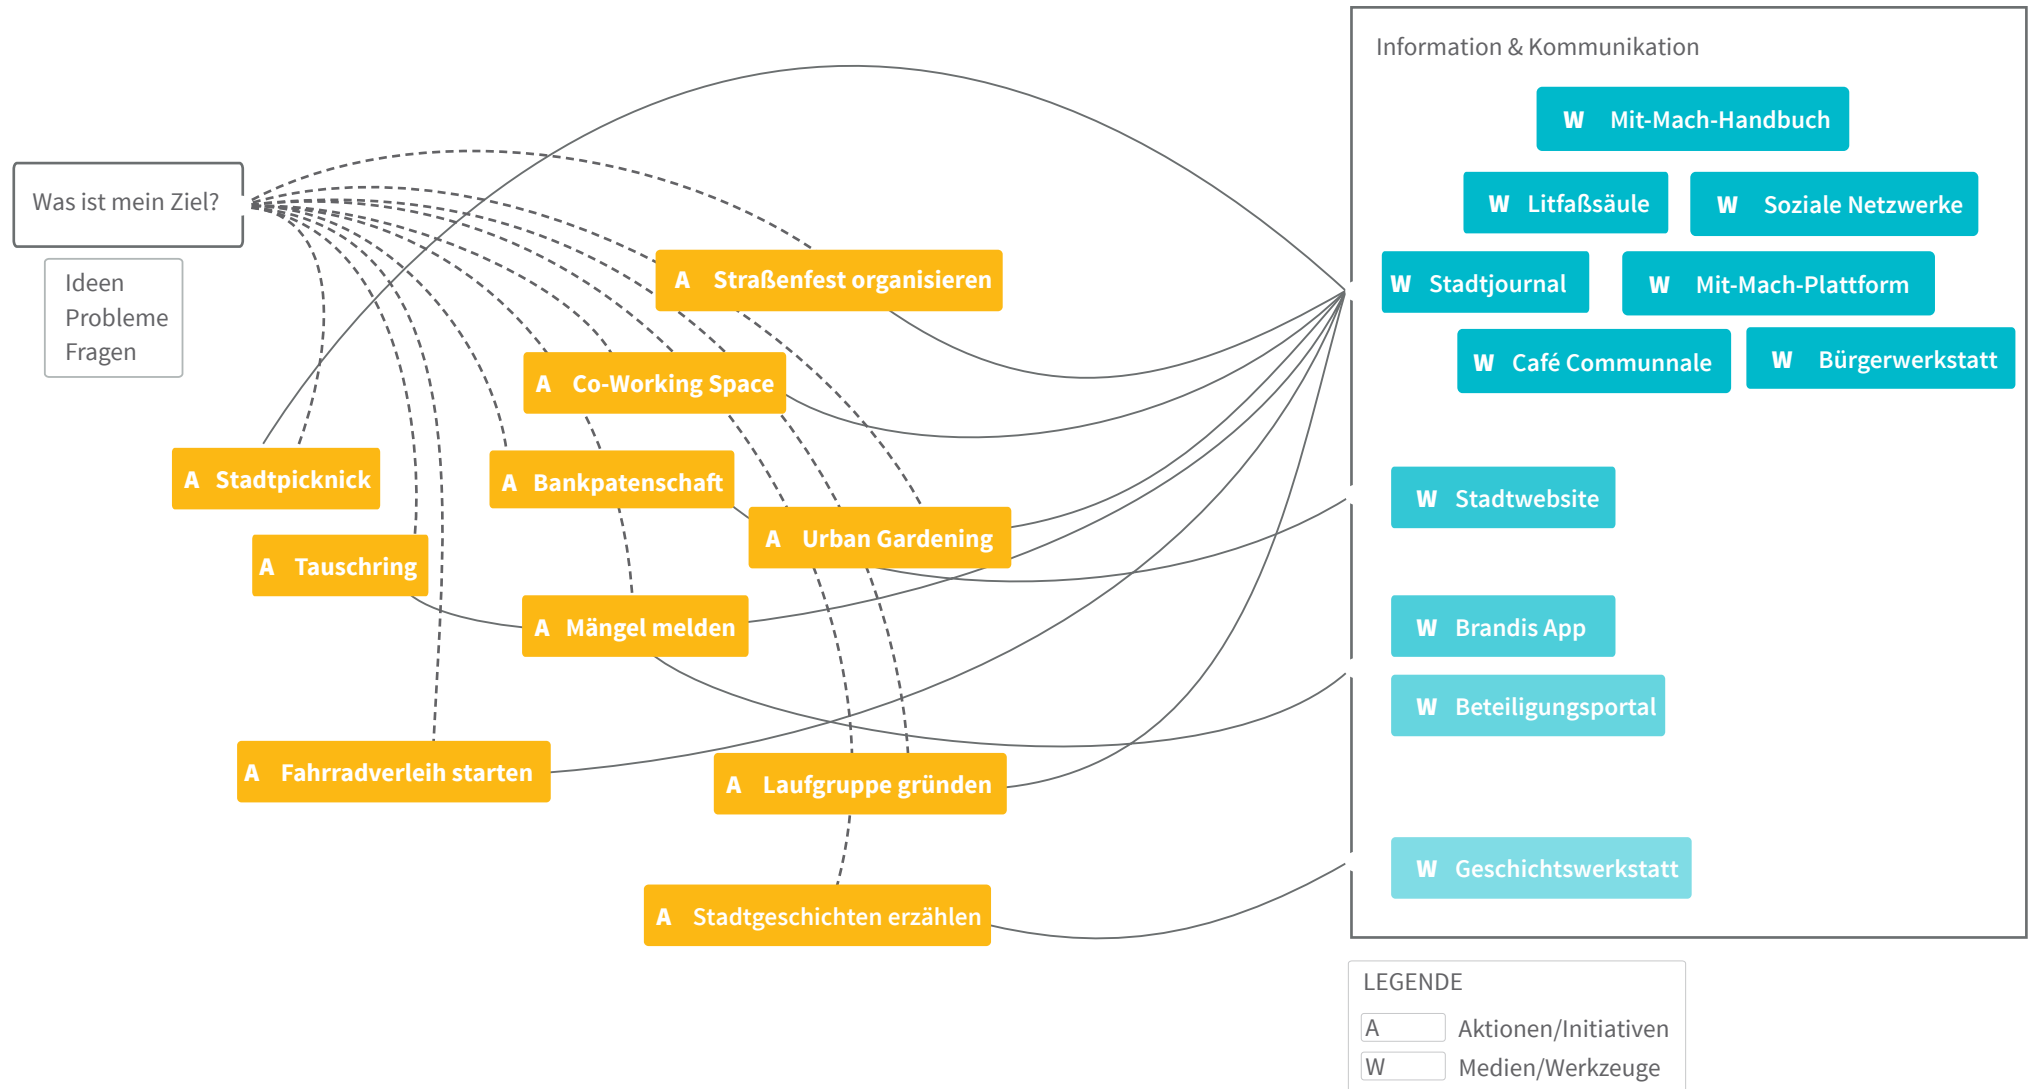 Information & Kommunikation
W Mit-Mach-Handbuch
W Litfaßsäule
W Soziale Netzwerke
W Stadtjournal
W Mit-Mach-Plattform
W Café Communnale
W Bürgerwerkstatt
W Stadtwebsite
W Brandis App
W Beteiligungsportal
W Geschichtswerkstatt
Was ist mein Ziel?
Ideen
Probleme
Fragen
A Straßenfest organisieren
A Co-Working Space
A Stadtpicknick
A Bankpatenschaft
A Urban Gardening
A Tauschring
A Mängel melden
A Fahrradverleih starten
A Laufgruppe gründen
A Stadtgeschichten erzählen
LEGENDE
A Aktionen/Initiativen
W Medien/Werkzeuge